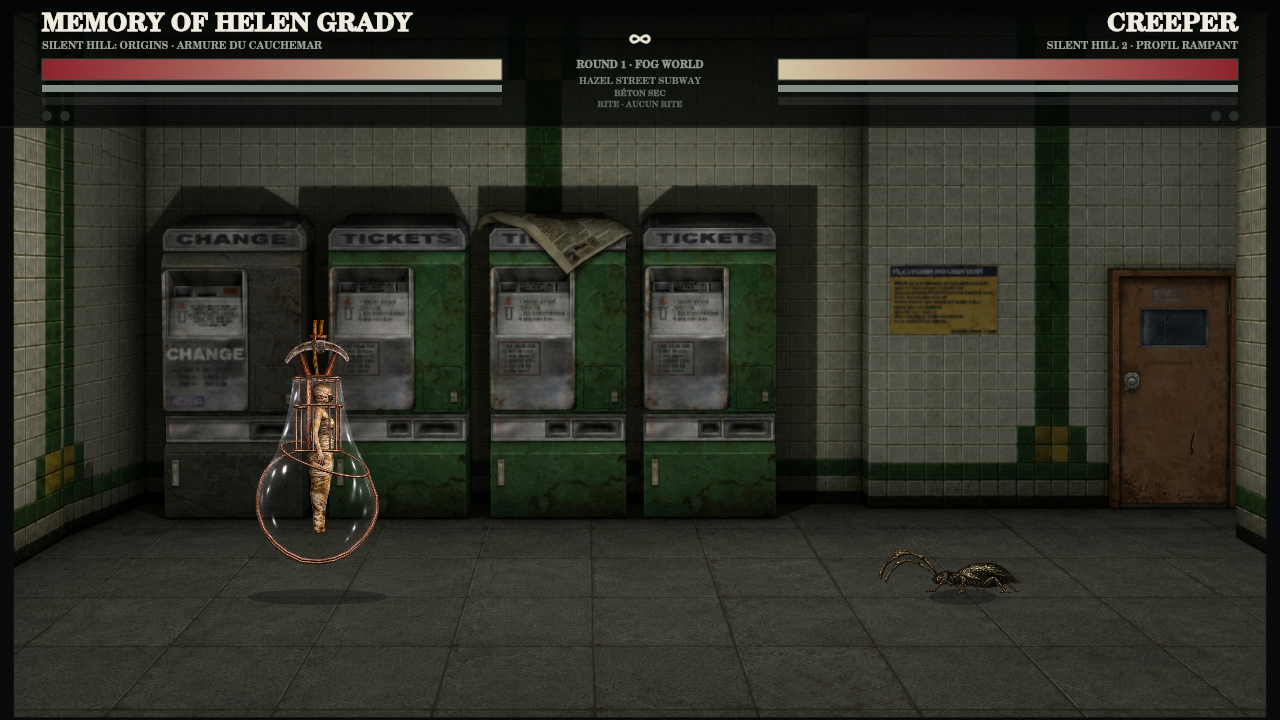 MEMORY OF HELEN GRADY
SILENT HILL: ORIGINS · ARMURE DU CAUCHEMAR
∞
ROUND 1 · FOG WORLD
HAZEL STREET SUBWAY
BÉTON SEC
RITE · AUCUN RITE
CREEPER
SILENT HILL 2 · PROFIL RAMPANT
CHANGE
TICKETS
TI
TICKETS
CHANGE